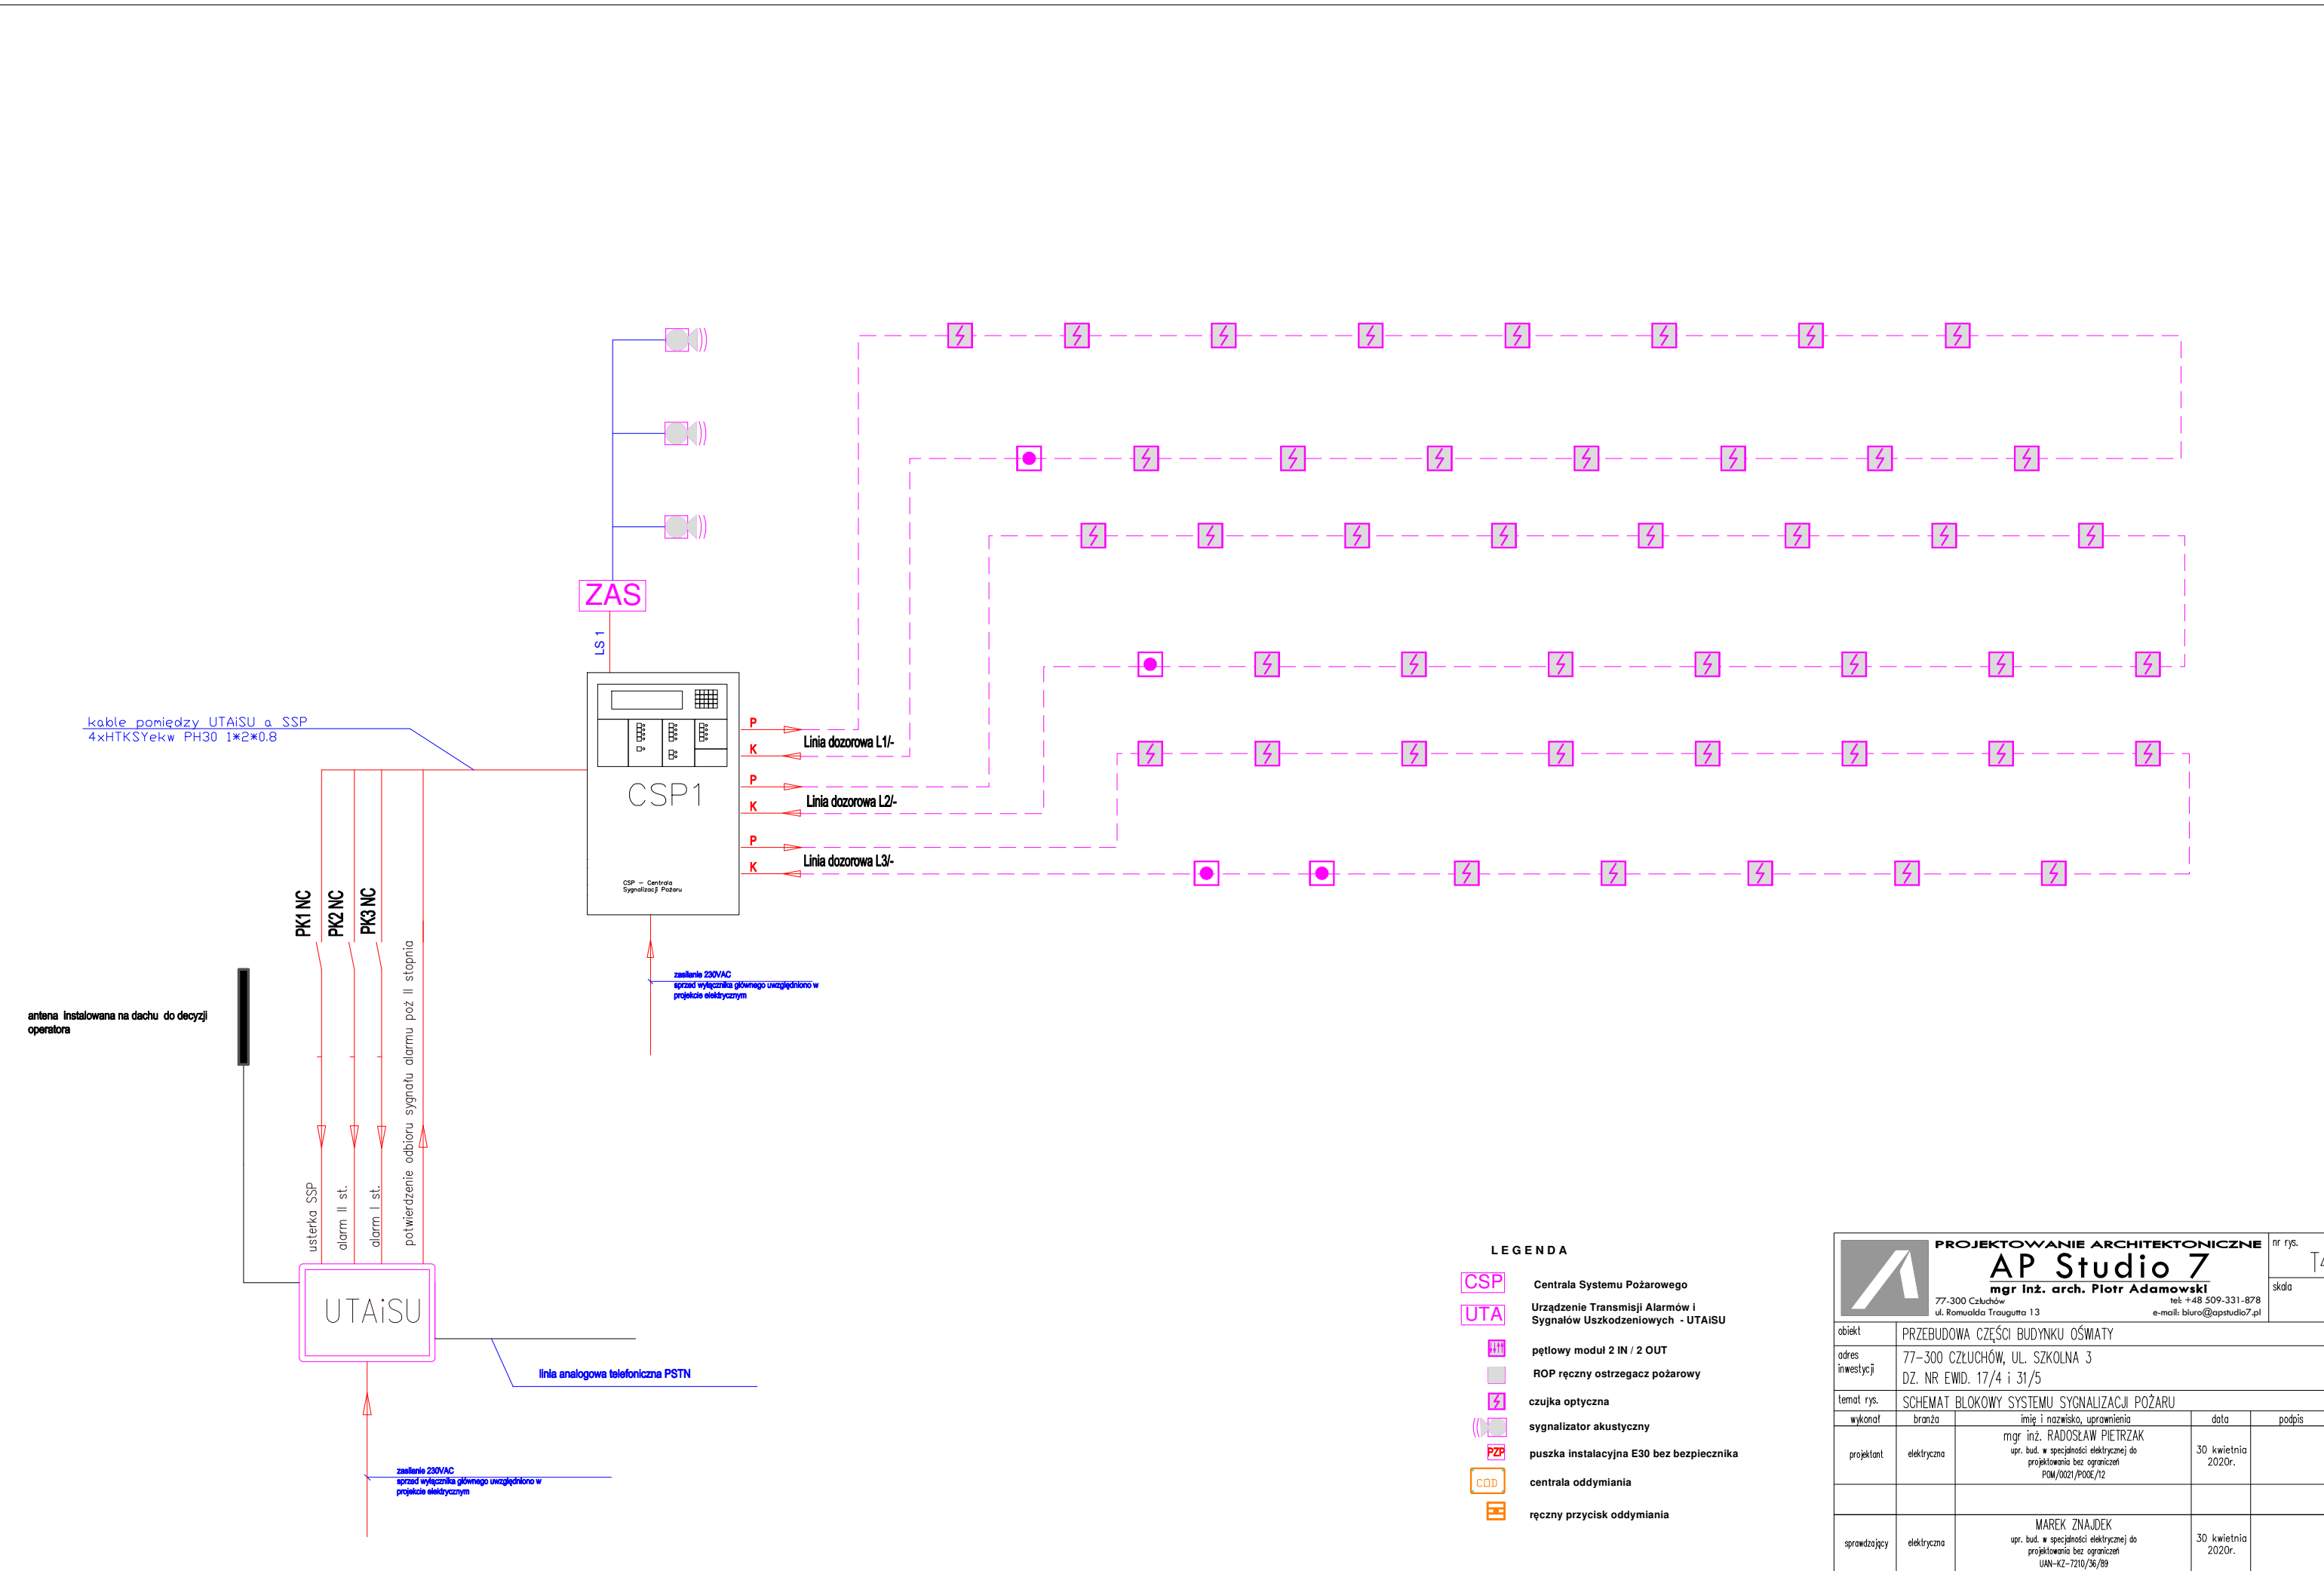 ZAS
LS 1
kable pomiędzy UTAiSU a SSP
4xHTKSYekw PH30 1*2*0.8
P
Linia dozorowa L1/-
K
P
Linia dozorowa L2/-
K
P
Linia dozorowa L3/-
K
CSP1
CSP - Centrala
Sygnalizacji Pożaru
zasilanie 230VAC
sprzed wyłącznika głównego uwzględniono w
projekcie elektrycznym
PK1 NC
PK2 NC
PK3 NC
usterka SSP
alarm II st.
alarm I st.
potwierdzenie odbioru sygnału alarmu poż II stopnia
antena instalowana na dachu do decyzji
operatora
UTAiSU
linia analogowa telefoniczna PSTN
zasilanie 230VAC
sprzed wyłącznika głównego uwzględniono w
projekcie elektrycznym
LEGENDA
CSP Centrala Systemu Pożarowego
UTA Urządzenie Transmisji Alarmów i
Sygnałów Uszkodzeniowych - UTAiSU
pętlowy moduł 2 IN / 2 OUT
ROP ręczny ostrzegacz pożarowy
czujka optyczna
sygnalizator akustyczny
PZP puszka instalacyjna E30 bez bezpiecznika
COD centrala oddymiania
ręczny przycisk oddymiania
PROJEKTOWANIE ARCHITEKTONICZNE
AP Studio 7
mgr inż. arch. Piotr Adamowski
77-300 Człuchów tel: +48 509-331-878
ul. Romualda Traugutta 13 e-mail: biuro@apstudio7.pl
nr rys.
T4
skala
obiekt PRZEBUDOWA CZĘŚCI BUDYNKU OŚWIATY
adres
inwestycji
77-300 CZŁUCHÓW, UL. SZKOLNA 3
DZ. NR EWID. 17/4 i 31/5
temat rys. SCHEMAT BLOKOWY SYSTEMU SYGNALIZACJI POŻARU
wykonał branża imię i nazwisko, uprawnienia data podpis
projektant elektryczna
mgr inż. RADOSŁAW PIETRZAK
upr. bud. w specjalności elektrycznej do
projektowania bez ograniczeń
POM/0021/POOE/12
30 kwietnia
2020r.
sprawdzający elektryczna
MAREK ZNAJDEK
upr. bud. w specjalności elektrycznej do
projektowania bez ograniczeń
UAN-KZ-7210/36/89
30 kwietnia
2020r.